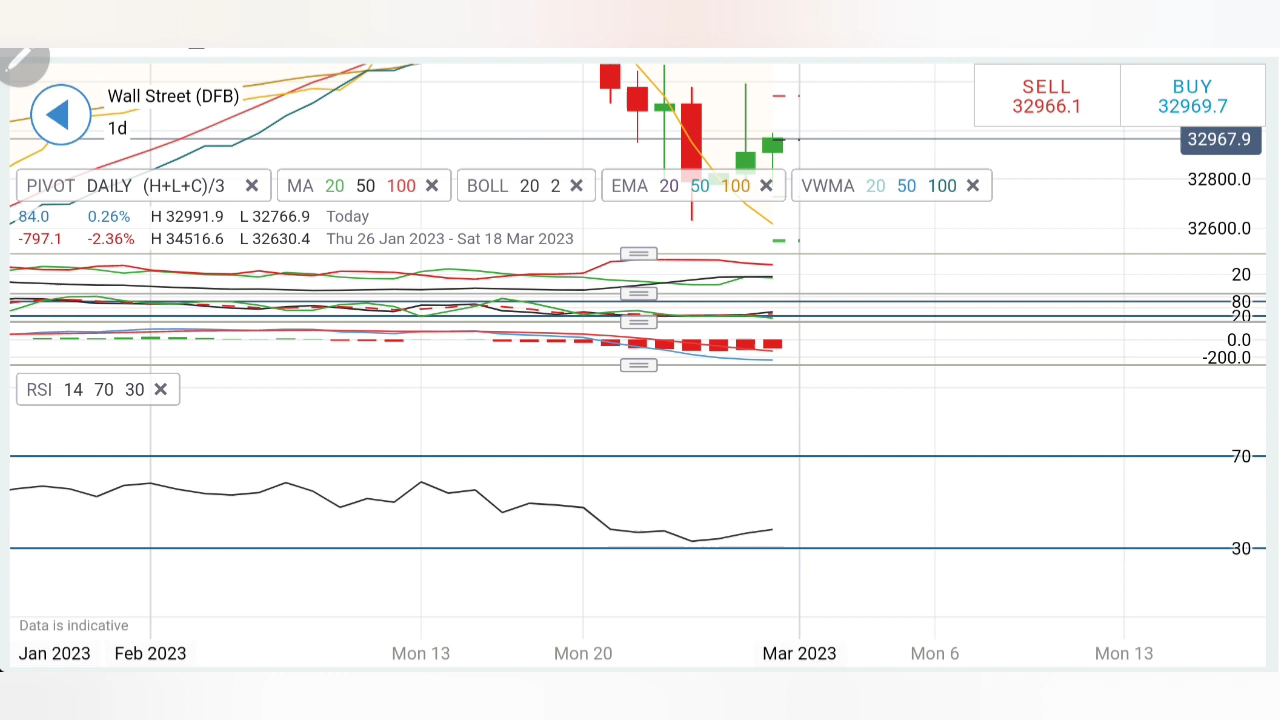 Wall Street (DFB)
1d
SELL
32966.1
BUY
32969.7
32967.9
PIVOT DAILY (H+L+C)/3
MA 20 50 100
BOLL 20 2
EMA 20 50 100
VWMA 20 50 100
32800.0
84.0 0.26% H 32991.9 L 32766.9 Today
32600.0
-797.1 -2.36% H 34516.6 L 32630.4 Thu 26 Jan 2023 - Sat 18 Mar 2023
20
80
20
0.0
-200.0
RSI 14 70 30
70
30
Data is indicative
Jan 2023 Feb 2023 Mon 13 Mon 20 Mar 2023 Mon 6 Mon 13